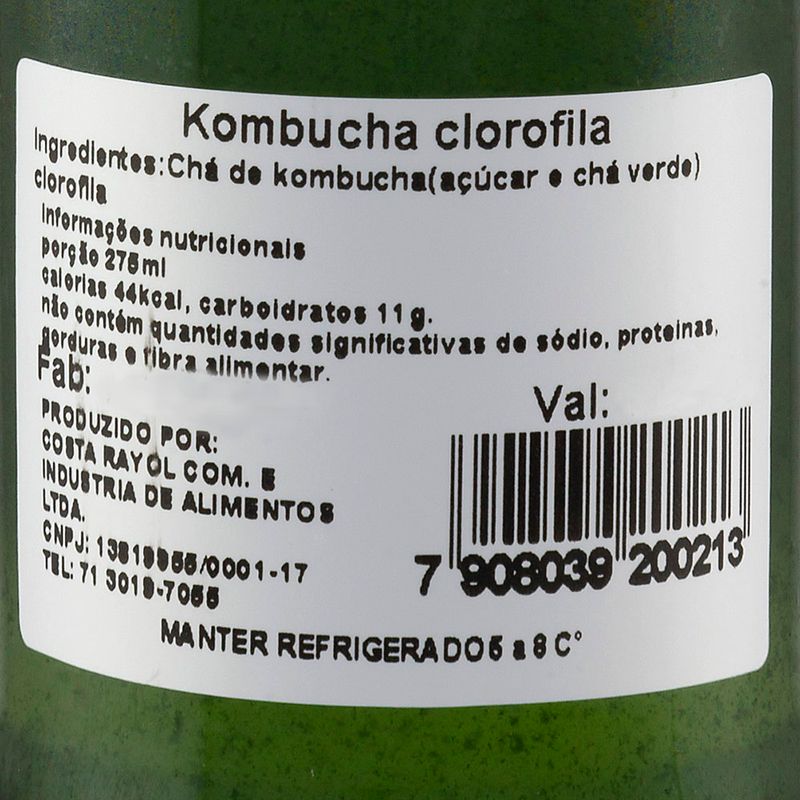 Kombucha clorofila
Ingredientes:Chá de kombucha(açúcar e chá verde)
clorofila
Informações nutricionais
porção 275ml
calorias 44kcal, carboidratos 11g.
não contém quantidades significativas de sódio, proteinas,
gorduras e fibra alimentar.
Fab:
Val:
PRODUZIDO POR:
COSTA RAYOL COM. E
INDUSTRIA DE ALIMENTOS
LTDA.
CNPJ: 13819955/0001-17
TEL: 71 3019-7055
7 908039 200213
MANTER REFRIGERADO 5 a 8 C°